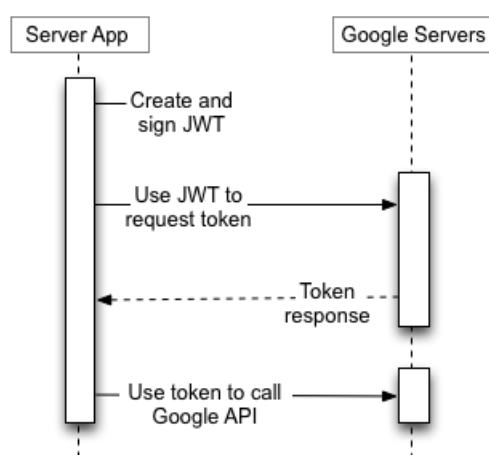 Server App
Google Servers
Create and
sign JWT
Use JWT to
request token
Token
response
Use token to call
Google API